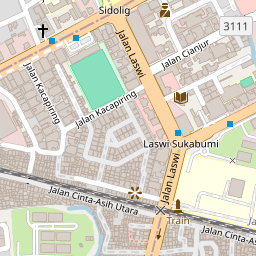 Sidolig
3111
Jalan Laswi
Jalan Cianjur
Jalan Kacapiring
Jalan Kacapiring
Laswi Sukabumi
Jalan Laswi
Jalan Cinta-Asih Utara
Train
Jalan Cinta-Asih Utara